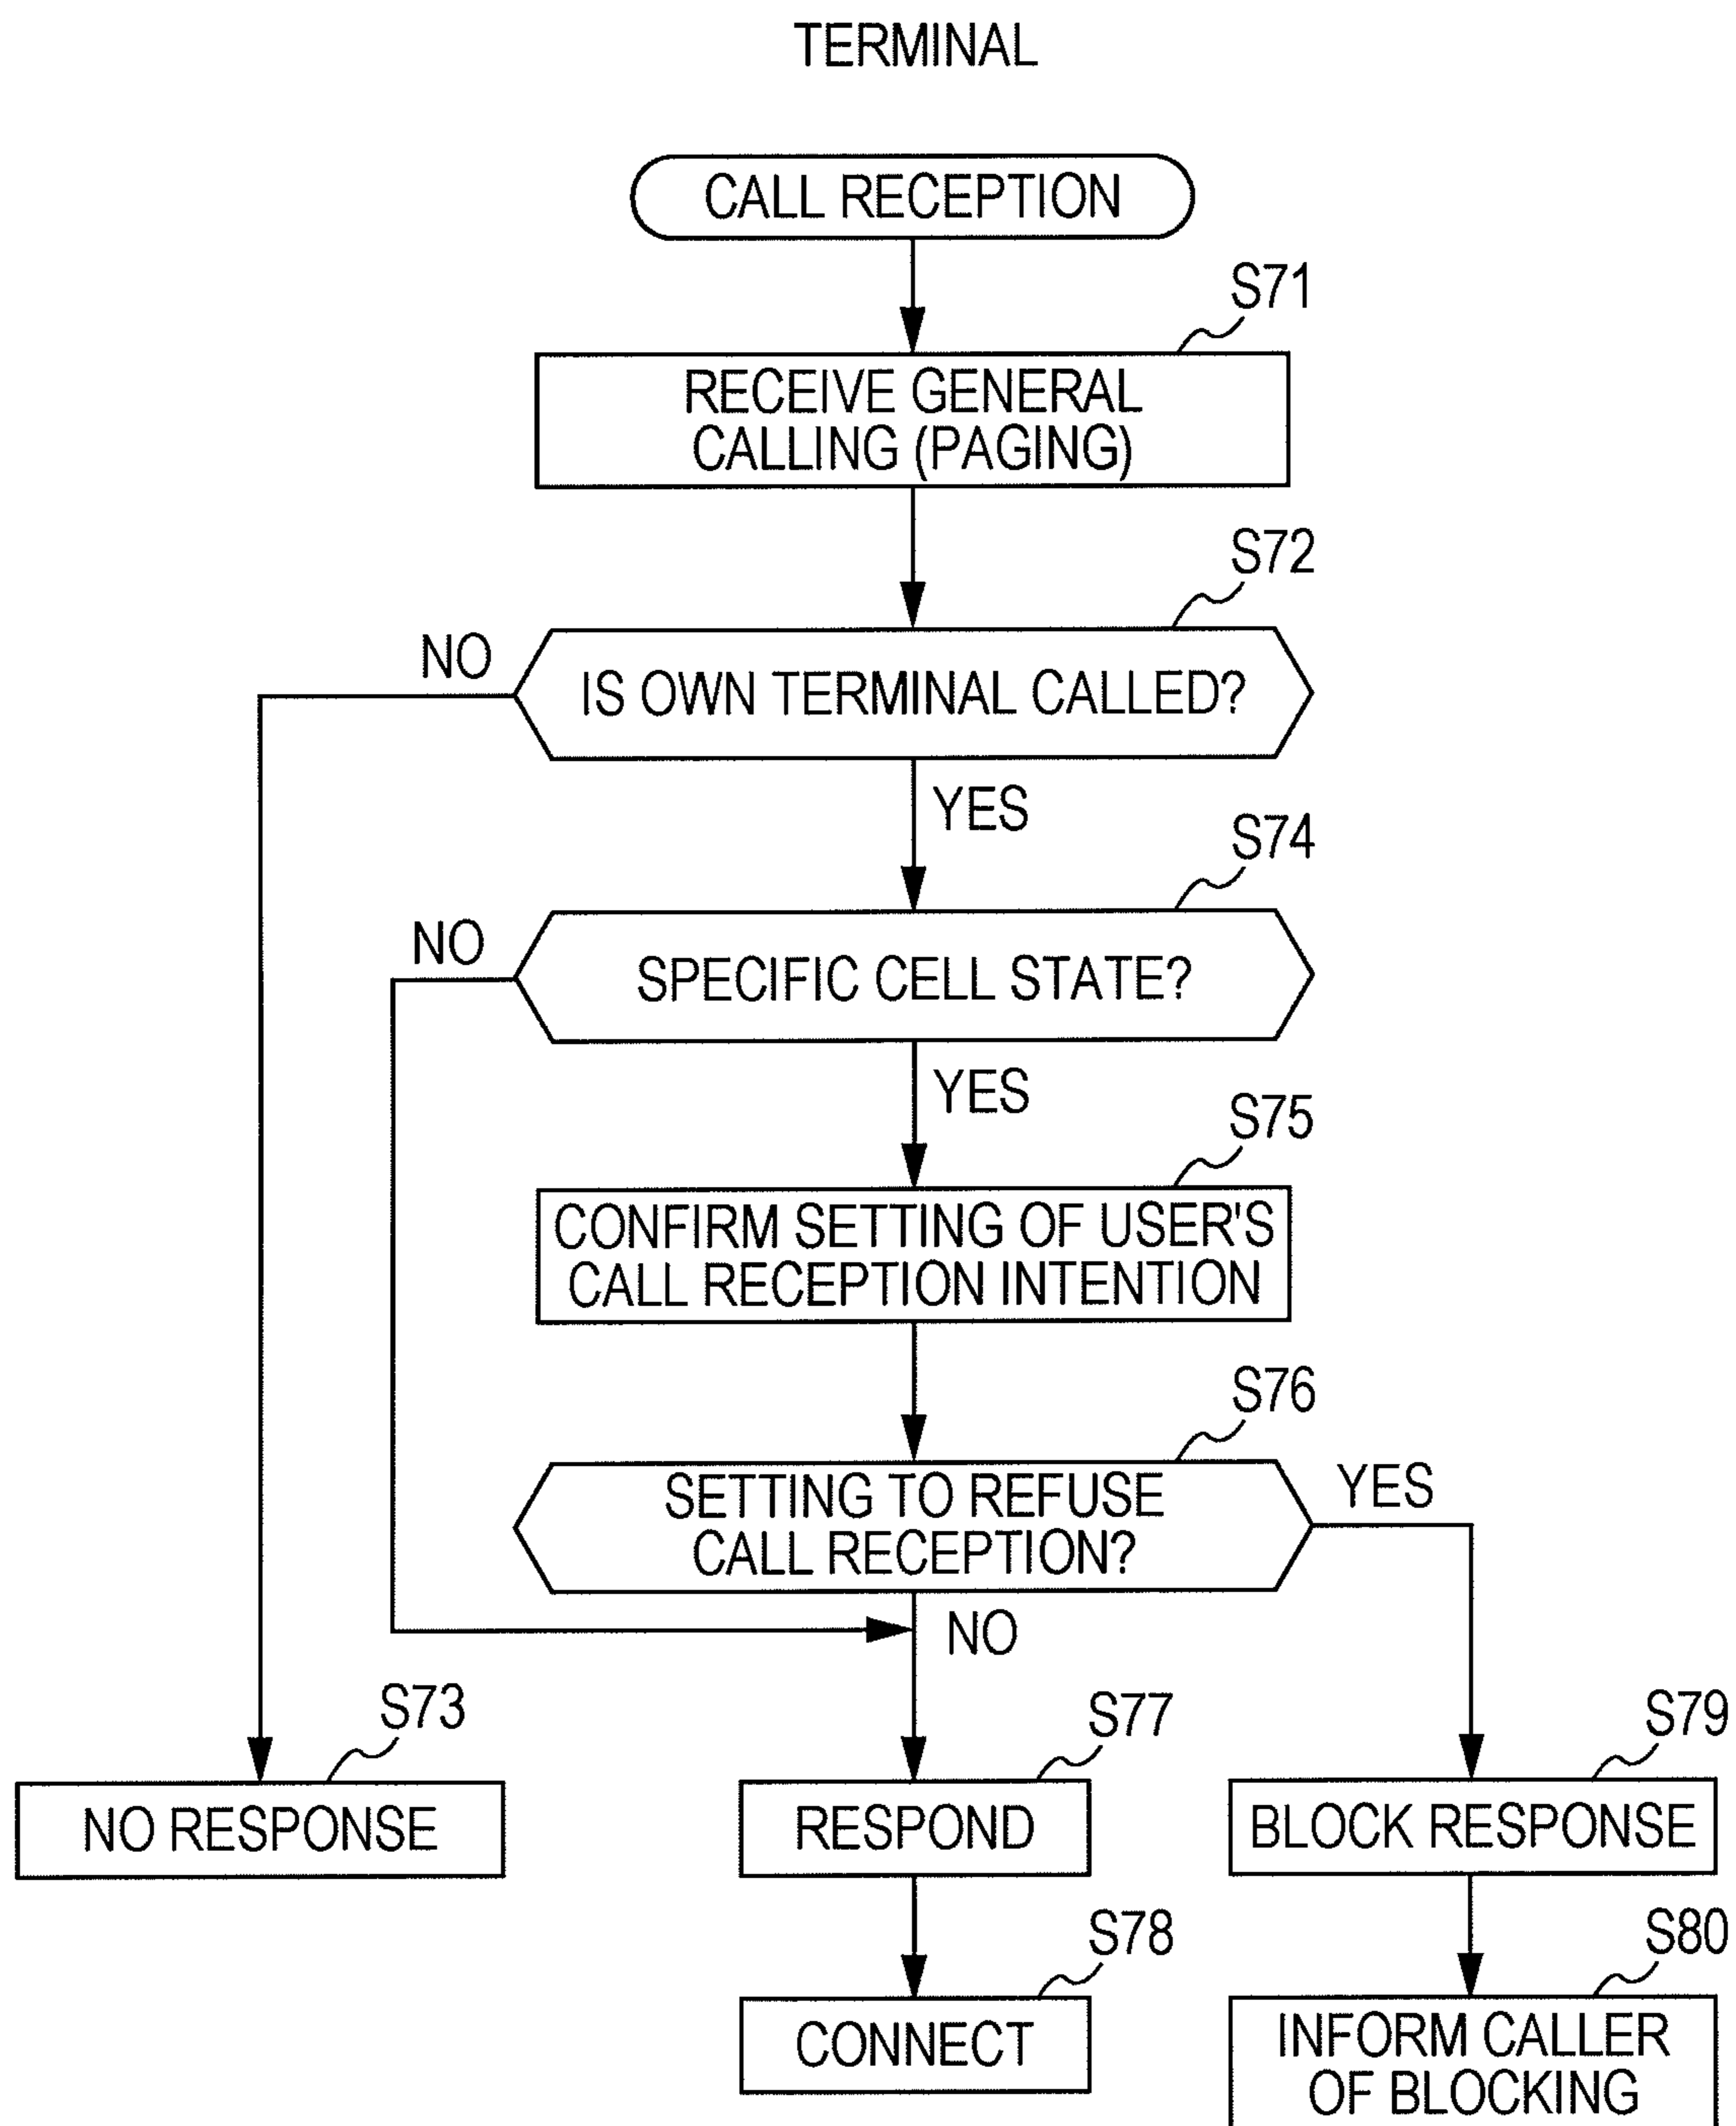 TERMINAL
CALL RECEPTION
S71
RECEIVE GENERAL
CALLING (PAGING)
S72
NO
IS OWN TERMINAL CALLED?
YES
S74
NO
SPECIFIC CELL STATE?
YES
S75
CONFIRM SETTING OF USER'S
CALL RECEPTION INTENTION
S76
SETTING TO REFUSE
CALL RECEPTION?
YES
NO
S73
NO RESPONSE
S77
RESPOND
S79
BLOCK RESPONSE
S78
CONNECT
S80
INFORM CALLER
OF BLOCKING